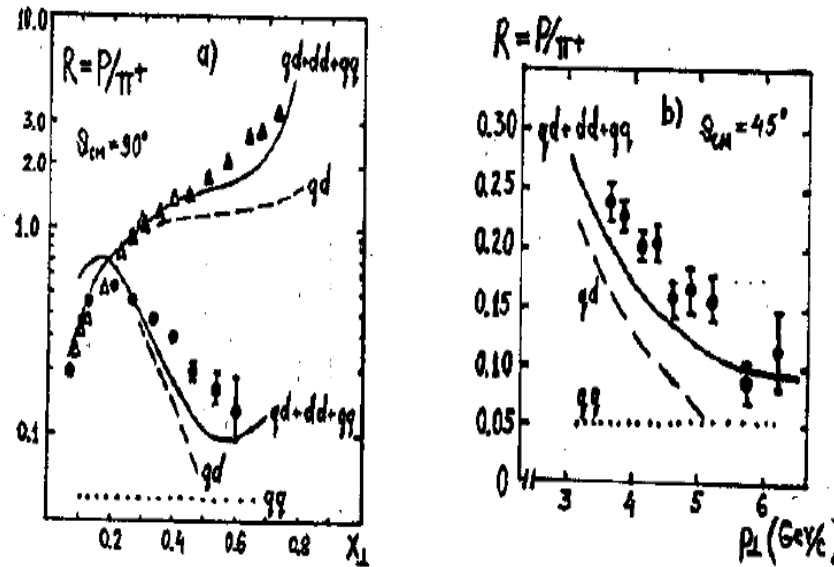 R = P/π+
a)
ϑcм = 90°
qd+dd+qq
qd
qd+dd+qq
qd
qq
10.0
3.0
2.0
1.0
0.1
0.2 0.4 0.6 0.8
X⊥
R = P/π+
b)
ϑcм = 45°
qd+dd+qq
qd
qq
0.30
0.25
0.20
0.15
0.10
0.05
0
3 4 5 6
p⊥ (Gev/c)